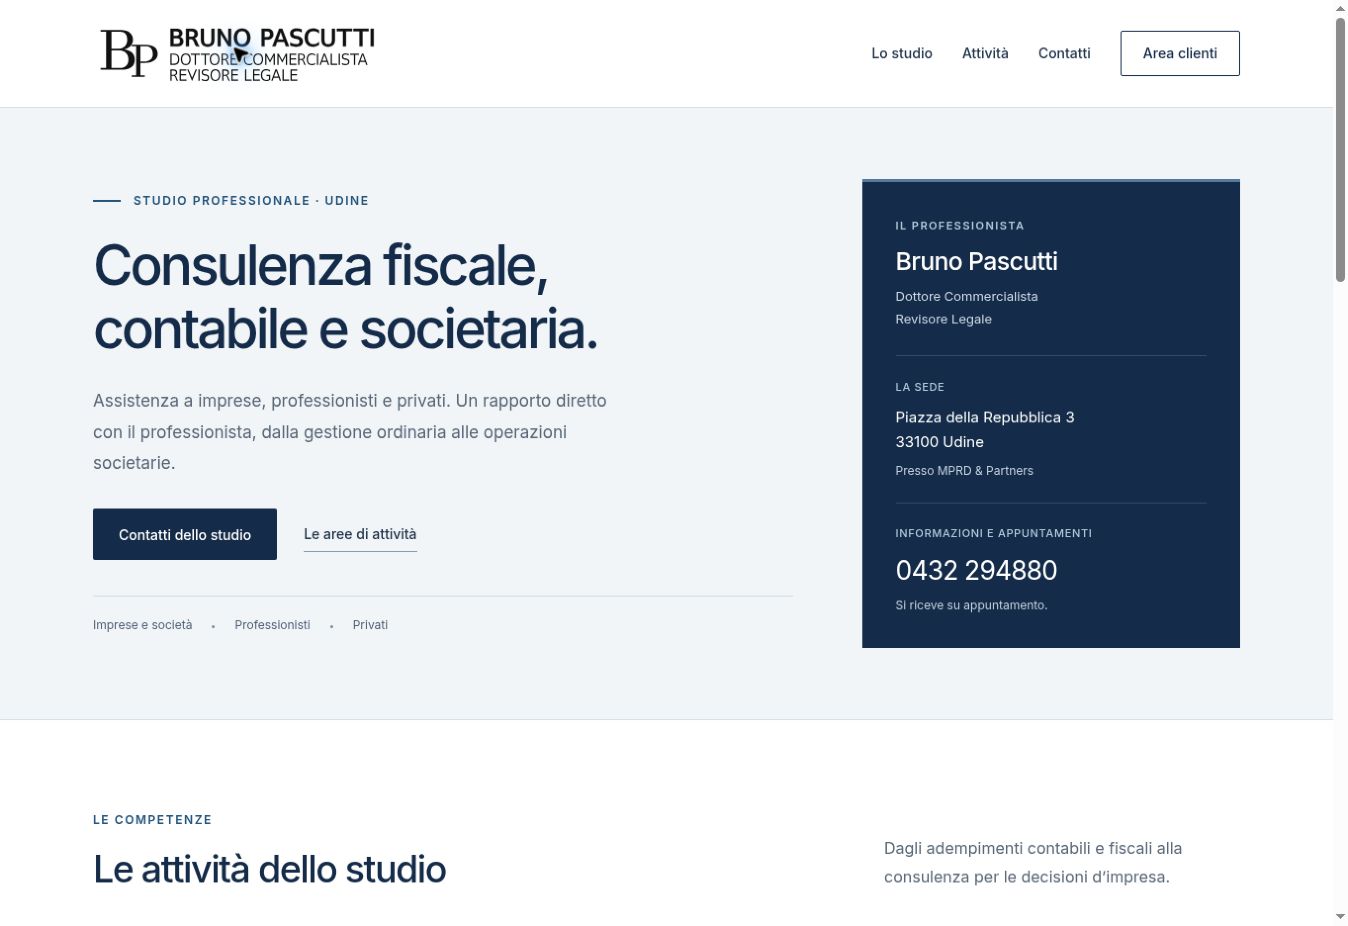 BP BRUNO PASCUTTI
DOTTORE COMMERCIALISTA
REVISORE LEGALE
Lo studio
Attività
Contatti
Area clienti
STUDIO PROFESSIONALE · UDINE
Consulenza fiscale,
contabile e societaria.
Assistenza a imprese, professionisti e privati. Un rapporto diretto
con il professionista, dalla gestione ordinaria alle operazioni
societarie.
Contatti dello studio
Le aree di attività
Imprese e società • Professionisti • Privati
IL PROFESSIONISTA
Bruno Pascutti
Dottore Commercialista
Revisore Legale
LA SEDE
Piazza della Repubblica 3
33100 Udine
Presso MPRD & Partners
INFORMAZIONI E APPUNTAMENTI
0432 294880
Si riceve su appuntamento.
LE COMPETENZE
Le attività dello studio
Dagli adempimenti contabili e fiscali alla
consulenza per le decisioni d’impresa.